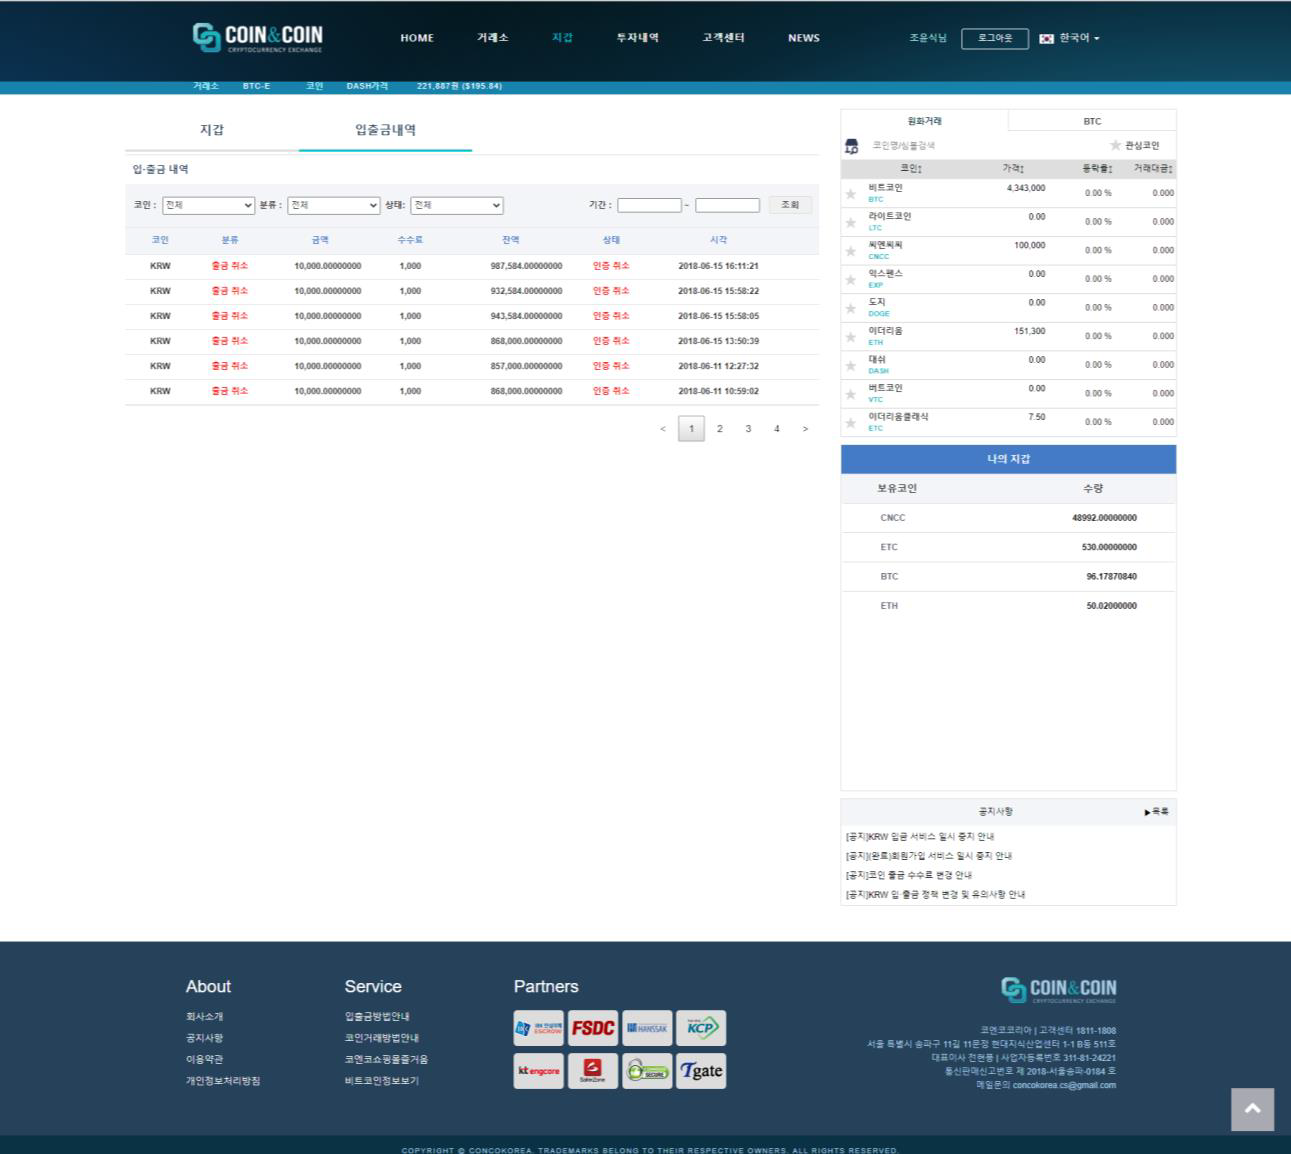 COIN&COIN
CRYPTOCURRENCY EXCHANGE
HOME 거래소 지갑 투자내역 고객센터 NEWS 조윤식님 로그아웃 한국어
거래소 BTC-E 코인 DASH가격 221,887원 ($195.84)
지갑 입출금내역
입·출금 내역
코인 : 전체 분류 : 전체 상태: 전체 기간 : ~ 조회
코인 분류 금액 수수료 잔액 상태 시각
KRW 출금 취소 10,000.00000000 1,000 987,584.00000000 인증 취소 2018-06-15 16:11:21
KRW 출금 취소 10,000.00000000 1,000 932,584.00000000 인증 취소 2018-06-15 15:58:22
KRW 출금 취소 10,000.00000000 1,000 943,584.00000000 인증 취소 2018-06-15 15:58:05
KRW 출금 취소 10,000.00000000 1,000 868,000.00000000 인증 취소 2018-06-15 13:50:39
KRW 출금 취소 10,000.00000000 1,000 857,000.00000000 인증 취소 2018-06-11 12:27:32
KRW 출금 취소 10,000.00000000 1,000 868,000.00000000 인증 취소 2018-06-11 10:59:02
< 1 2 3 4 >
원화거래 BTC
코인명/심볼검색 관심코인
코인 가격 등락률 거래대금
비트코인 4,343,000 0.00 % 0.000
BTC
라이트코인 0.00 0.00 % 0.000
LTC
씨엔씨씨 100,000 0.00 % 0.000
CNCC
익스펜스 0.00 0.00 % 0.000
EXP
도지 0.00 0.00 % 0.000
DOGE
이더리움 151,300 0.00 % 0.000
ETH
대쉬 0.00 0.00 % 0.000
DASH
버트코인 0.00 0.00 % 0.000
VTC
이더리움클래식 7.50 0.00 % 0.000
ETC
나의 지갑
보유코인 수량
CNCC 48992.00000000
ETC 530.00000000
BTC 96.17870840
ETH 50.02000000
공지사항 ▶목록
[공지]KRW 입금 서비스 일시 중지 안내
[공지](완료)회원가입 서비스 일시 중지 안내
[공지]코인 출금 수수료 변경 안내
[공지]KRW 입·출금 정책 변경 및 유의사항 안내
About
회사소개
공지사항
이용약관
개인정보처리방침
Service
입출금방법안내
코인거래방법안내
코엔코쇼핑몰즐거움
비트코인정보보기
Partners
ESCROW FSDC HANSSAK KCP
kt engcore SafeZone SECURE Tgate
COIN&COIN
CRYPTOCURRENCY EXCHANGE
코엔코코리아 | 고객센터 1811-1808
서울 특별시 송파구 11길 11문정 현대지식산업센터 1-1 B동 511호
대표이사 전현풍 | 사업자등록번호 311-81-24221
통신판매신고번호 제 2018-서울송파-0184 호
메일문의 concokorea.cs@gmail.com
COPYRIGHT @ CONCOKOREA. TRADEMARKS BELONG TO THEIR RESPECTIVE OWNERS. ALL RIGHTS RESERVED.